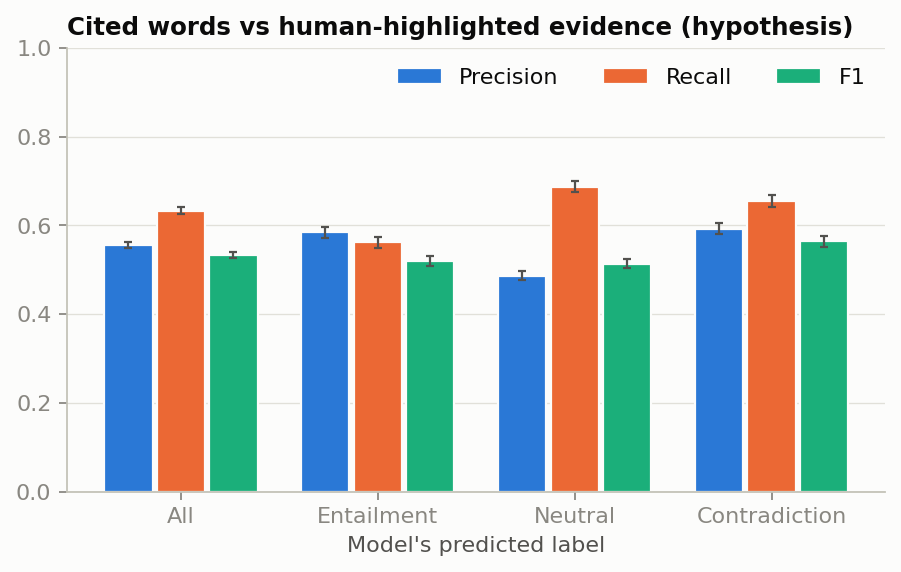 Cited words vs human-highlighted evidence (hypothesis)
Precision Recall F1
1.0
0.8
0.6
0.4
0.2
0.0
All Entailment Neutral Contradiction
Model's predicted label